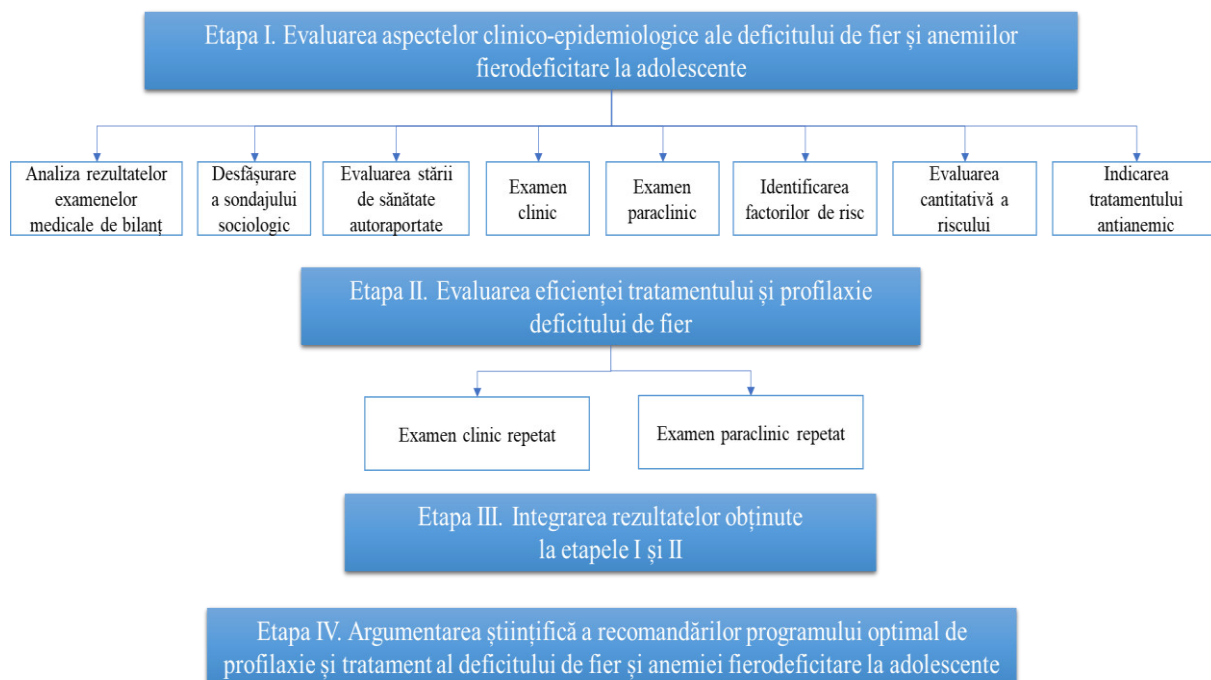 Etapa I. Evaluarea aspectelor clinico-epidemiologice ale deficitului de fier și anemiilor
fierodeficitare la adolescente
Analiza rezultatelor
examenelor
medicale de bilanț
Desfășurare
a sondajului
sociologic
Evaluarea stării
de sănătate
autoraportate
Examen
clinic
Examen
paraclinic
Identificarea
factorilor de risc
Evaluarea
cantitativă a
riscului
Indicarea
tratamentului
antianemic
Etapa II. Evaluarea eficienței tratamentului și profilaxie
deficitului de fier
Examen clinic repetat
Examen paraclinic repetat
Etapa III. Integrarea rezultatelor obținute
la etapele I și II
Etapa IV. Argumentarea științifică a recomandărilor programului optimal de
profilaxie și tratament al deficitului de fier și anemiei fierodeficitare la adolescente